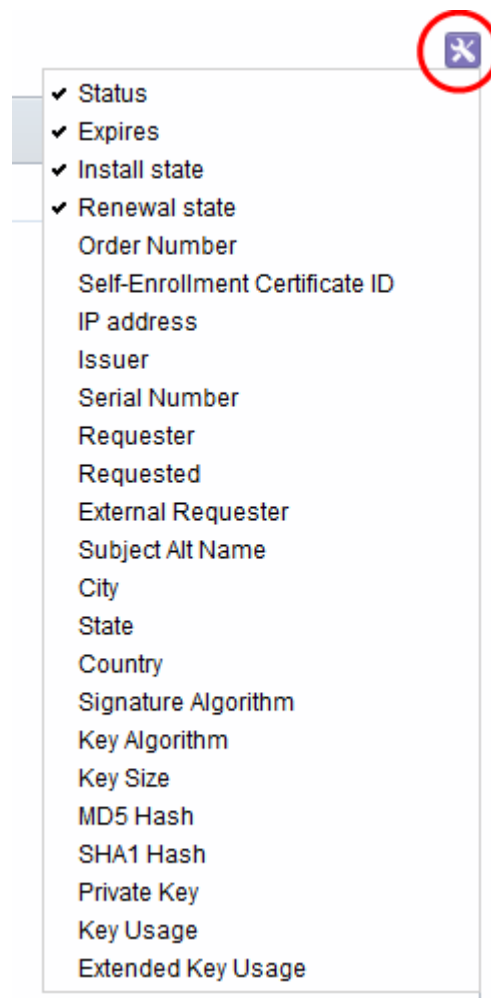 Status
Expires
Install state
Renewal state
Order Number
Self-Enrollment Certificate ID
IP address
Issuer
Serial Number
Requester
Requested
External Requester
Subject Alt Name
City
State
Country
Signature Algorithm
Key Algorithm
Key Size
MD5 Hash
SHA1 Hash
Private Key
Key Usage
Extended Key Usage